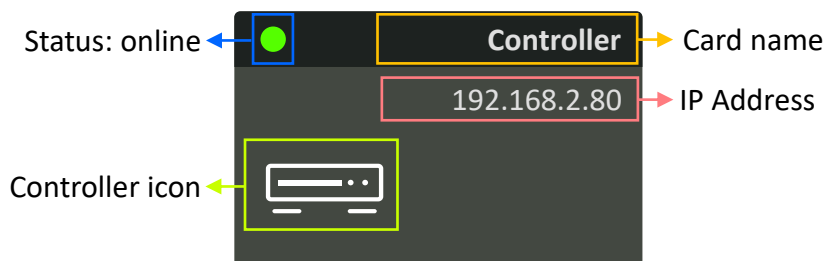 Status: online
Controller
Card name
192.168.2.80
IP Address
Controller icon